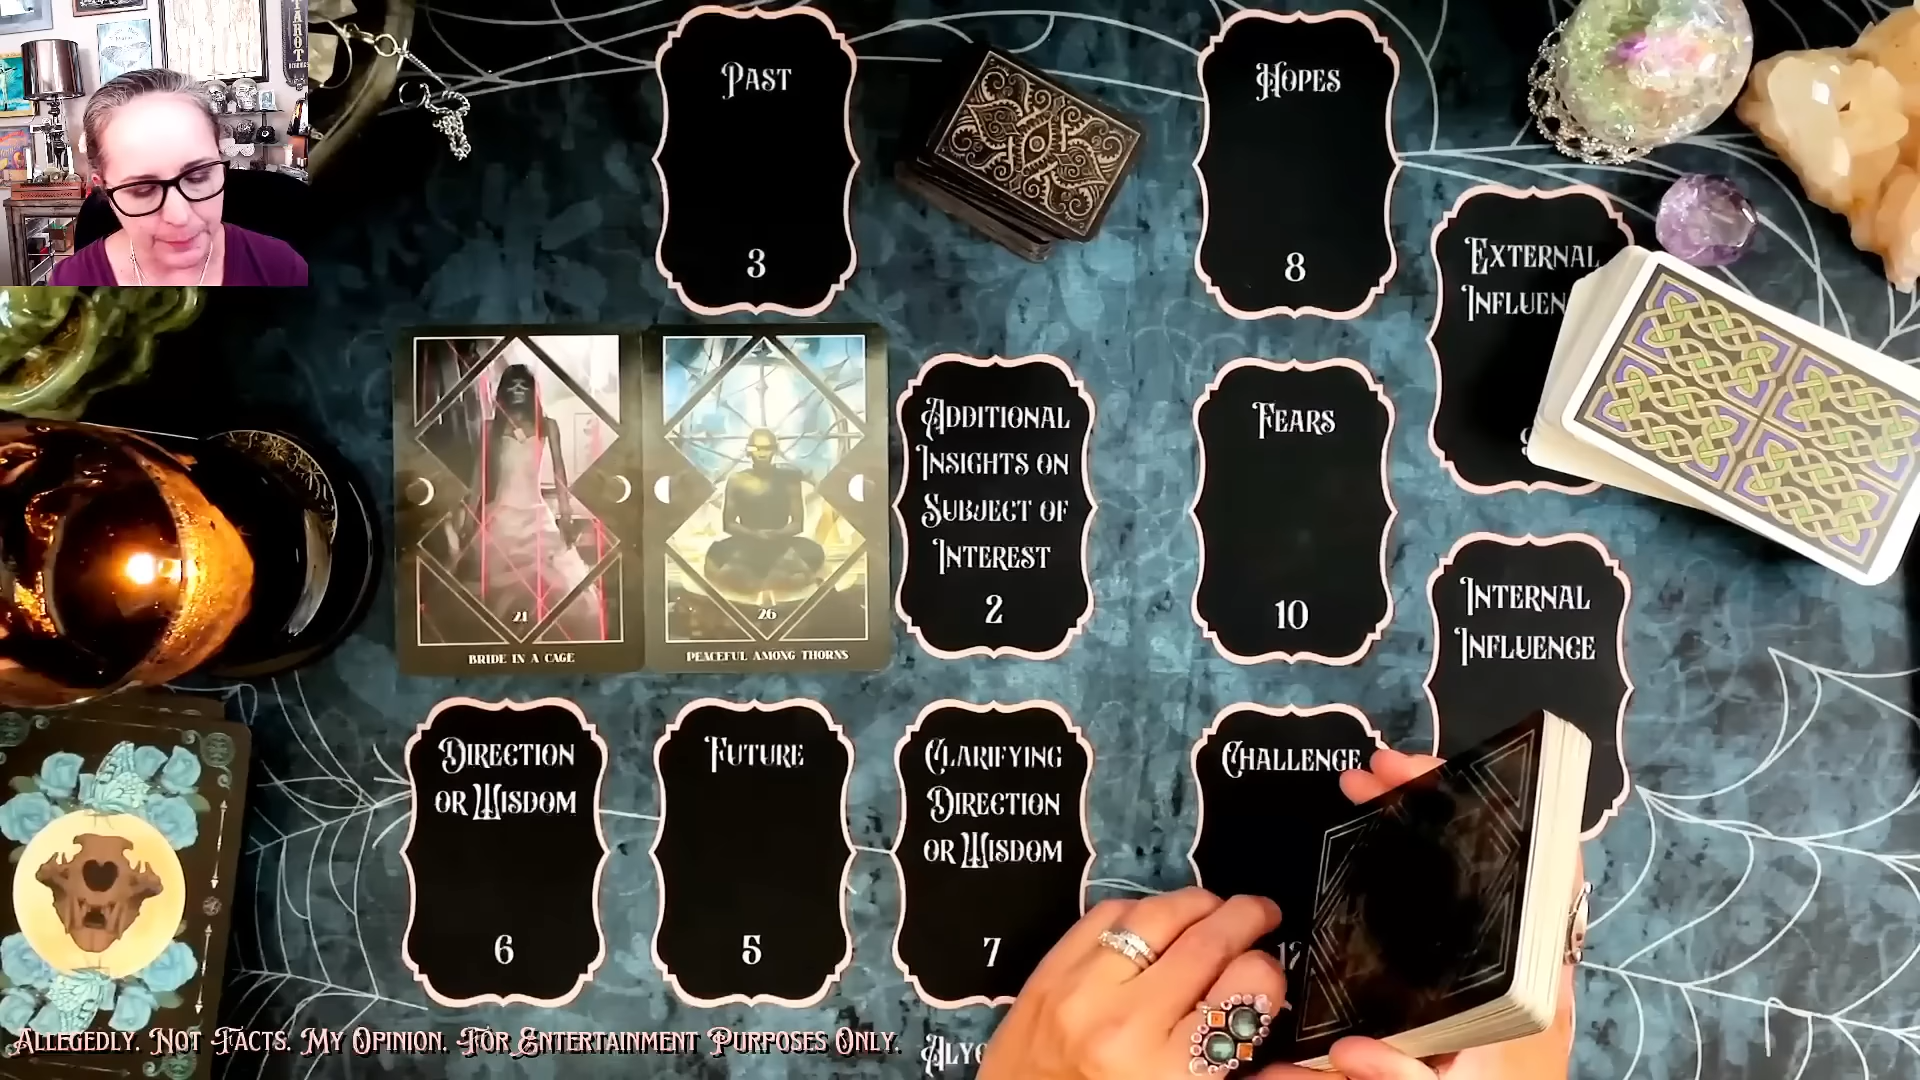 TAROT
Past
3
Hopes
8
External
Bride in a Cage
21
Peaceful Among Thorns
26
Additional
Insights on
Subject of
Interest
2
Fears
10
Internal
Influence
Direction
or Wisdom
6
Future
5
Clarifying
Direction
or Wisdom
7
Challenge
Allegedly. Not Facts. My Opinion. For Entertainment Purposes Only.